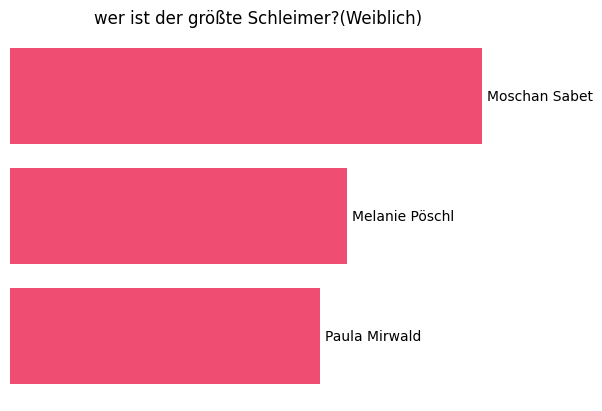 wer ist der größte Schleimer?(Weiblich)
Moschan Sabet
Melanie Pöschl
Paula Mirwald